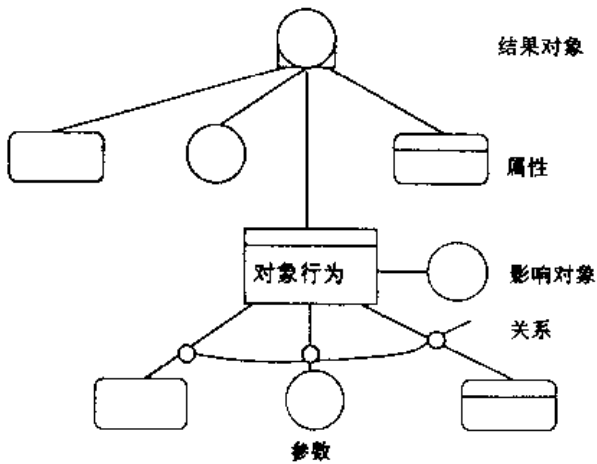 结果对象
属性
对象行为
影响对象
关系
参数